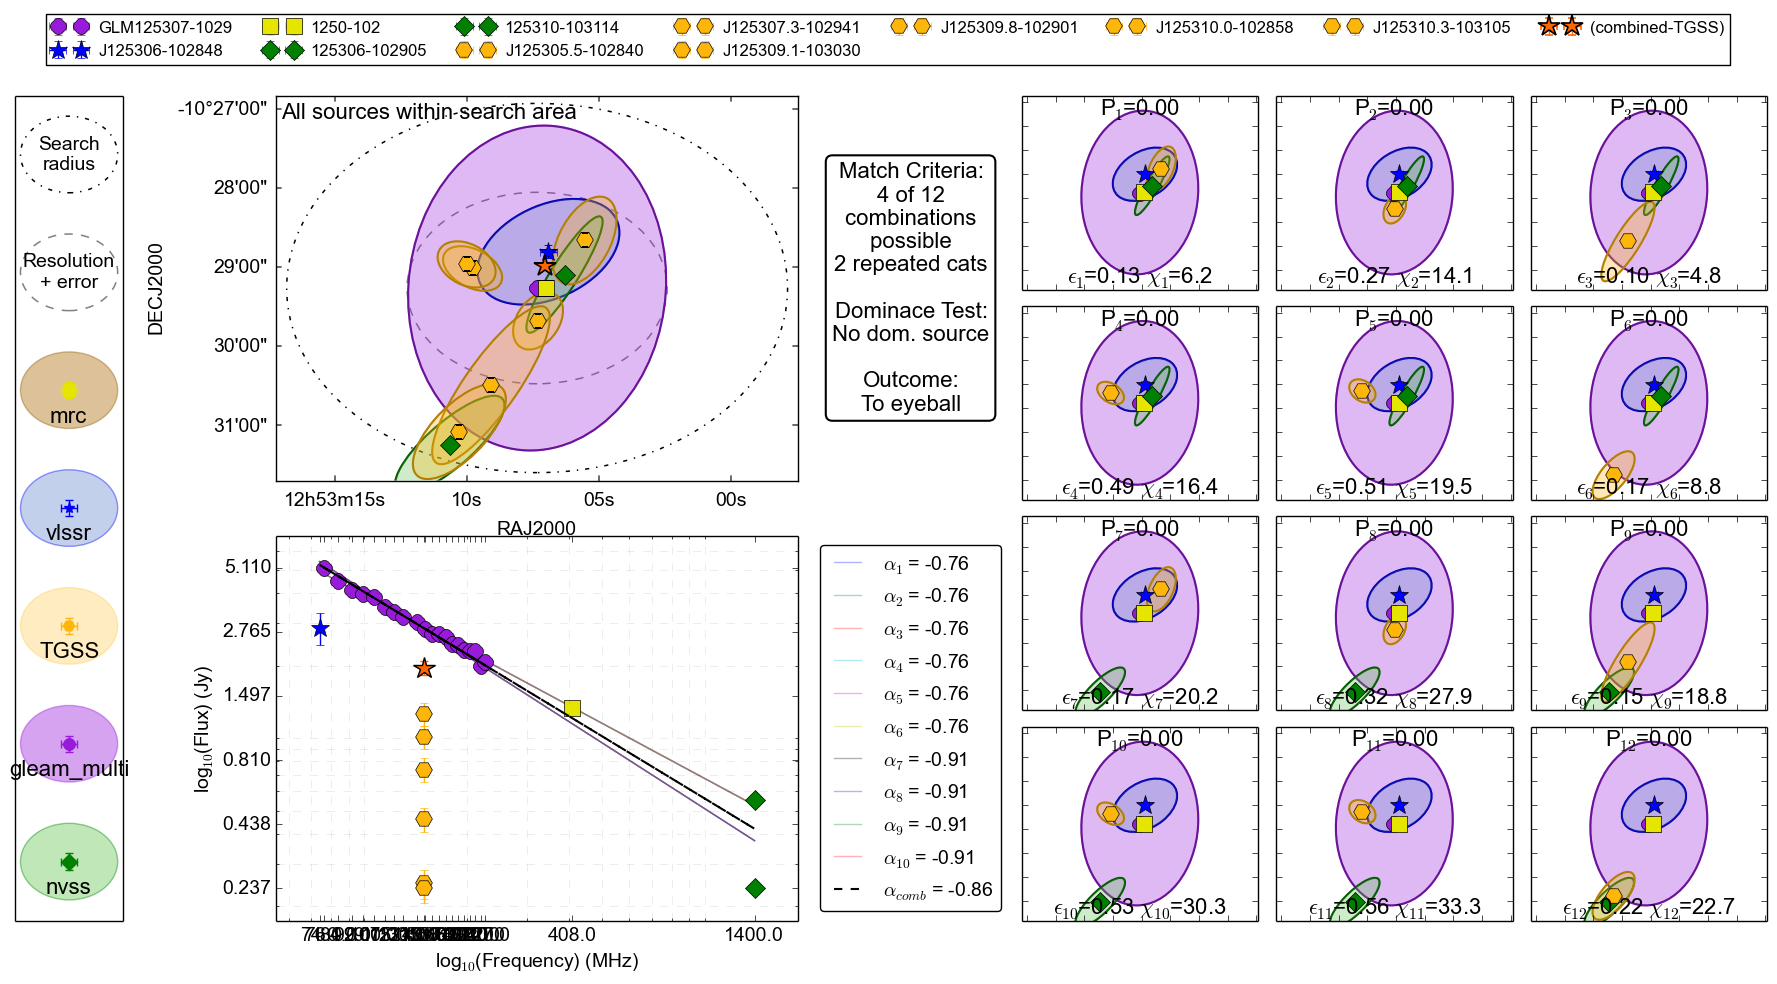 GLM125307-1029
1250-102
125310-103114
J125307.3-102941
J125309.8-102901
J125310.0-102858
J125310.3-103105
(combined-TGSS)
J125306-102848
125306-102905
J125305.5-102840
J125309.1-103030
Search
radius
Resolution
+ error
mrc
vlssr
TGSS
gleam_multi
nvss
All sources within search area
DECJ2000
-10°27'00"
28'00"
29'00"
30'00"
31'00"
12h53m15s
10s
05s
00s
RAJ2000
Match Criteria:
4 of 12
combinations
possible
2 repeated cats
Dominace Test:
No dom. source
Outcome:
To eyeball
log10(Flux) (Jy)
5.110
2.765
1.497
0.810
0.438
0.237
408.0
1400.0
log10(Frequency) (MHz)
α1 = -0.76
α2 = -0.76
α3 = -0.76
α4 = -0.76
α5 = -0.76
α6 = -0.76
α7 = -0.91
α8 = -0.91
α9 = -0.91
α10 = -0.91
αcomb = -0.86
P1=0.00
ϵ1=0.13 χ1=6.2
P2=0.00
ϵ2=0.27 χ2=14.1
P3=0.00
ϵ3=0.10 χ3=4.8
P4=0.00
ϵ4=0.49 χ4=16.4
P5=0.00
ϵ5=0.51 χ5=19.5
P6=0.00
ϵ6=0.17 χ6=8.8
P7=0.00
ϵ7=0.17 χ7=20.2
P8=0.00
ϵ8=0.32 χ8=27.9
P9=0.00
ϵ9=0.15 χ9=18.8
P10=0.00
ϵ10=0.53 χ10=30.3
P11=0.00
ϵ11=0.56 χ11=33.3
P12=0.00
ϵ12=0.22 χ12=22.7